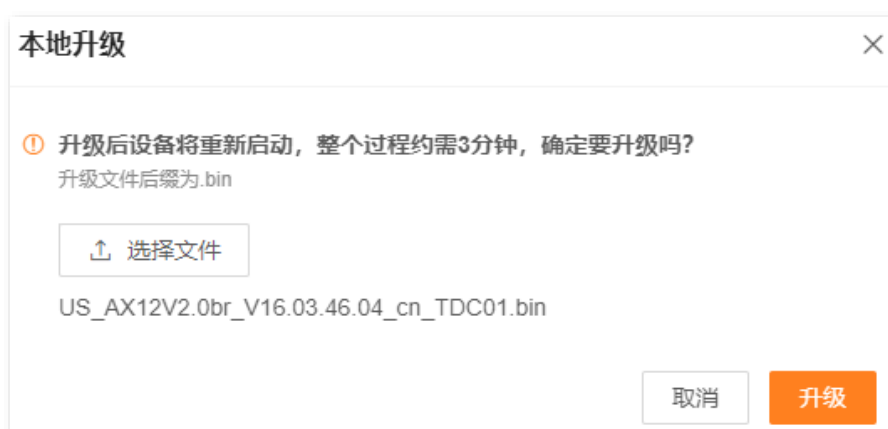 本地升级
升级后设备将重新启动，整个过程约需3分钟，确定要升级吗？
升级文件后缀为.bin
选择文件
US_AX12V2.0br_V16.03.46.04_cn_TDC01.bin
取消
升级